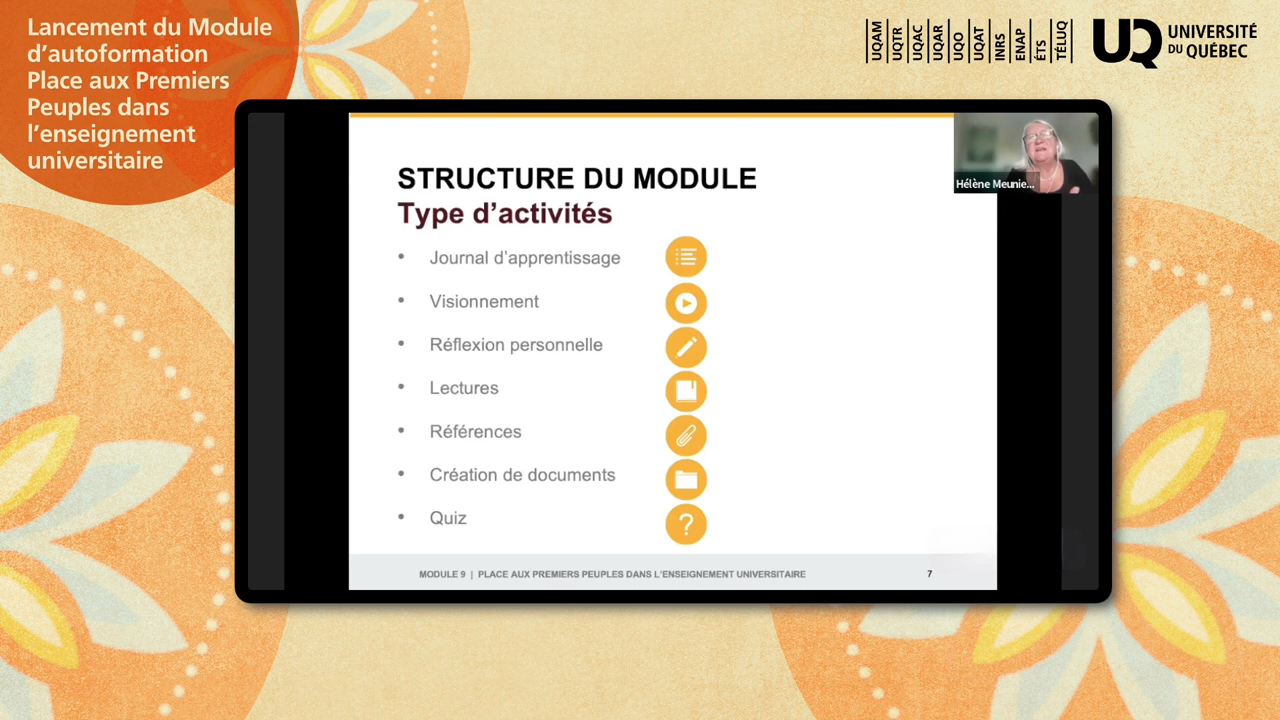 Lancement du Module
d’autoformation
Place aux Premiers
Peuples dans
l’enseignement
universitaire
UQAM
UQTR
UQAC
UQAR
UQO
UQAT
INRS
ENAP
ÉTS
TÉLUQ
UQ
UNIVERSITÉ
DU QUÉBEC
STRUCTURE DU MODULE
Type d’activités
• Journal d’apprentissage
• Visionnement
• Réflexion personnelle
• Lectures
• Références
• Création de documents
• Quiz
?
Hélène Meunie...
MODULE 9 | PLACE AUX PREMIERS PEUPLES DANS L’ENSEIGNEMENT UNIVERSITAIRE
7